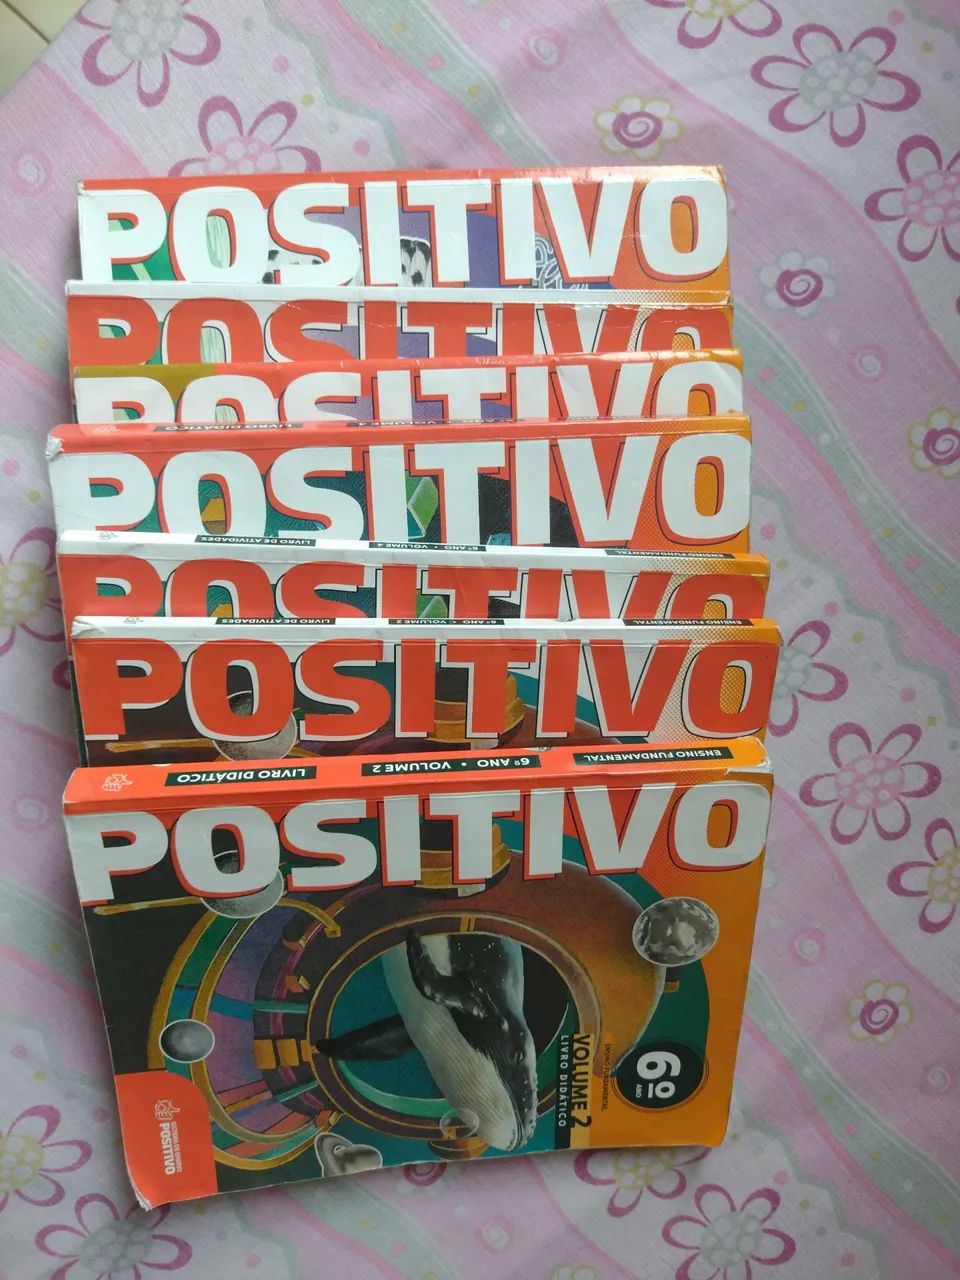 POSITIVO
POSITIVO
POSITIVO
LIVRO DIDÁTICO
POSITIVO
LIVRO DE ATIVIDADES 6º ANO • VOLUME 4 ENSINO FUNDAMENTAL
POSITIVO
LIVRO DE ATIVIDADES 6º ANO • VOLUME 2 ENSINO FUNDAMENTAL
POSITIVO
LIVRO DIDÁTICO 6º ANO • VOLUME 2 ENSINO FUNDAMENTAL
POSITIVO
6º
ANO
ENSINO FUNDAMENTAL
VOLUME 2
LIVRO DIDÁTICO
SISTEMA DE ENSINO
POSITIVO